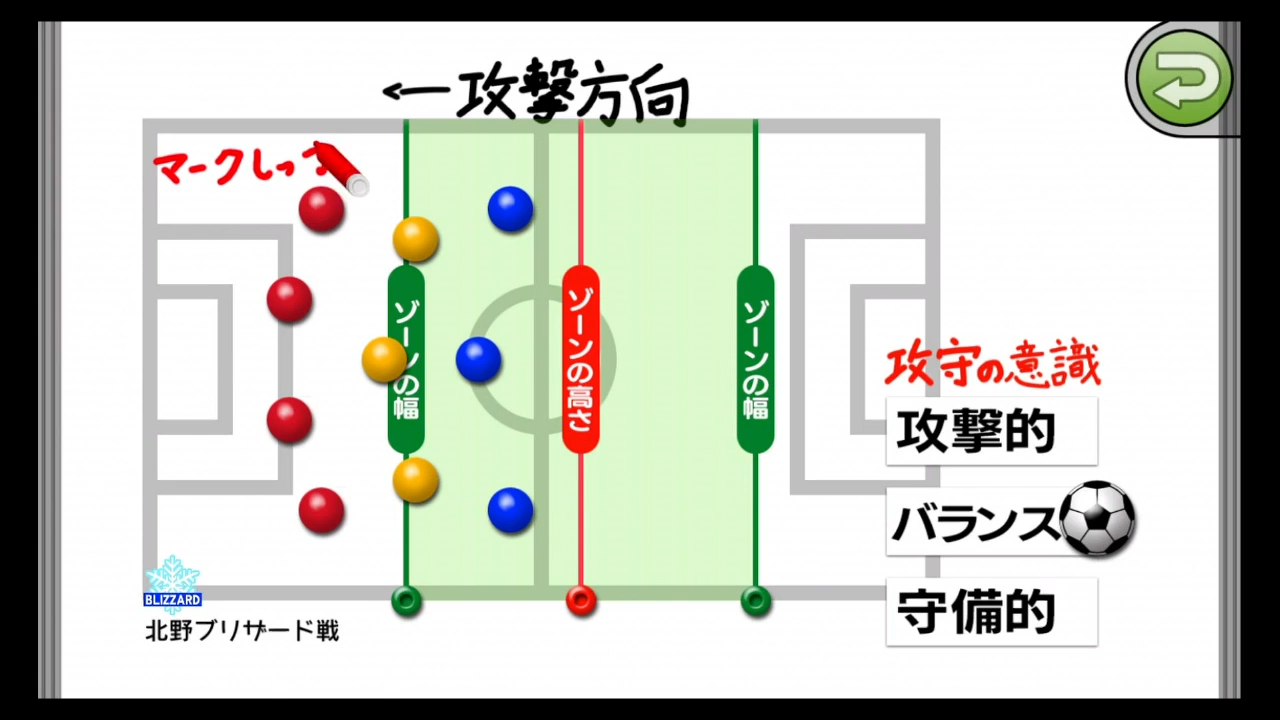 ←攻撃方向
マークしっ
ゾーンの幅
ゾーンの高さ
ゾーンの幅
攻守の意識
攻撃的
バランス
守備的
BLIZZARD
北野ブリザード戦